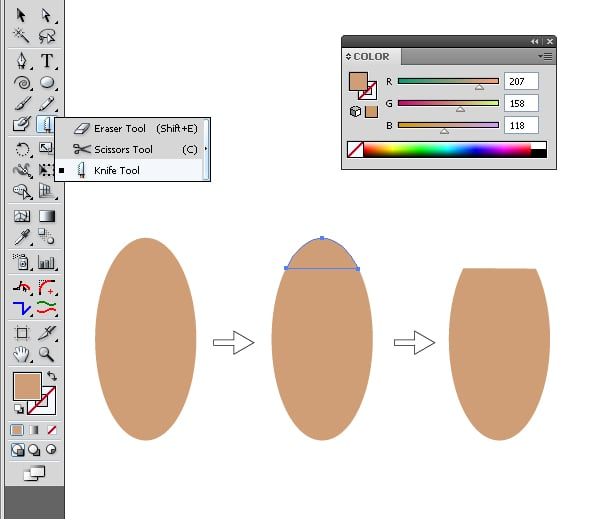 COLOR
R 207
G 158
B 118
Eraser Tool (Shift+E)
Scissors Tool (C)
Knife Tool
T